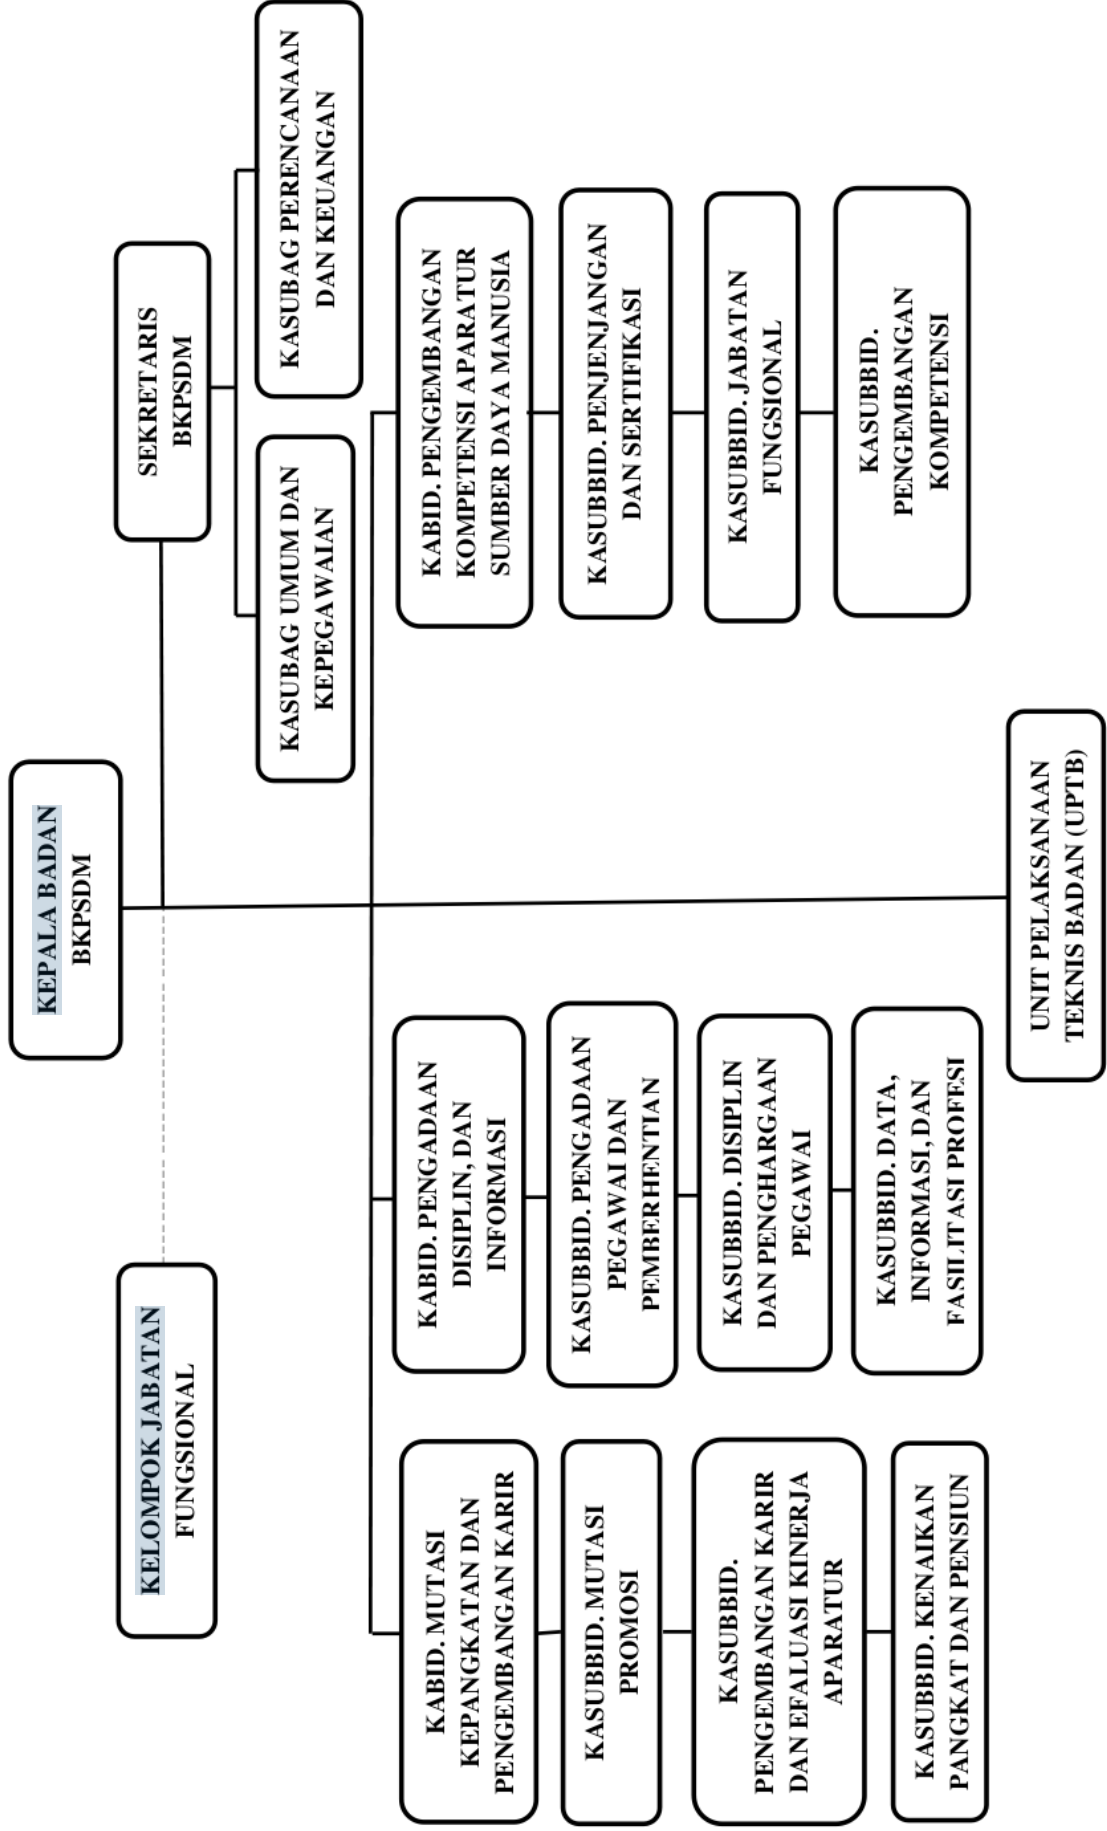 KEPALA BADAN
BKPSDM
KELOMPOK JABATAN
FUNGSIONAL
SEKRETARIS
BKPSDM
KASUBAG UMUM DAN
KEPEGAWAIAN
KASUBAG PERENCANAAN
DAN KEUANGAN
KABID. MUTASI
KEPANGKATAN DAN
PENGEMBANGAN KARIR
KASUBBID. MUTASI
PROMOSI
KASUBBID.
PENGEMBANGAN KARIR
DAN EFALUASI KINERJA
APARATUR
KASUBBID. KENAIKAN
PANGKAT DAN PENSIUN
KABID. PENGADAAN
DISIPLIN, DAN
INFORMASI
KASUBBID. PENGADAAN
PEGAWAI DAN
PEMBERHENTIAN
KASUBBID. DISIPLIN
DAN PENGHARGAAN
PEGAWAI
KASUBBID. DATA,
INFORMASI, DAN
FASILITASI PROFESI
KABID. PENGEMBANGAN
KOMPETENSI APARATUR
SUMBER DAYA MANUSIA
KASUBBID. PENJENJANGAN
DAN SERTIFIKASI
KASUBBID. JABATAN
FUNGSIONAL
KASUBBID.
PENGEMBANGAN
KOMPETENSI
UNIT PELAKSANAAN
TEKNIS BADAN (UPTB)